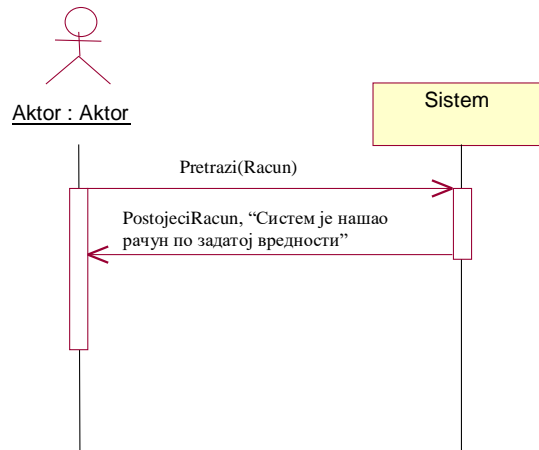 Aktor : Aktor
Sistem
Pretrazi(Racun)
PostojeciRacun, “Систем је нашао
рачун по задатој вредности”